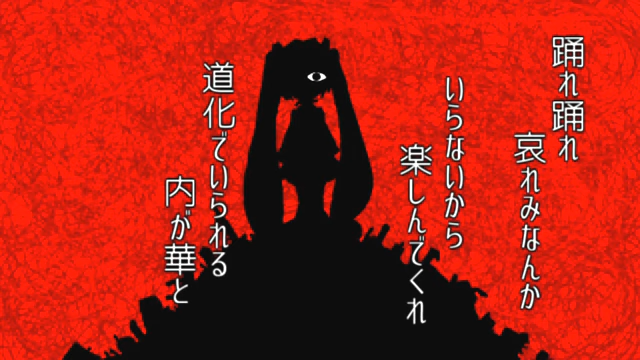 踊れ踊れ
哀れみなんか
いらないから
楽しんでくれ
道化でいられる
内が華と